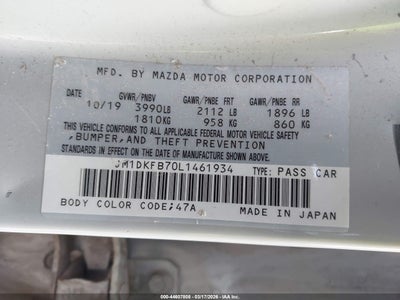 MFD. BY MAZDA MOTOR CORPORATION
DATE GVWR/PNBV GAWR/PNBE FRT GAWR/PNBE RR
10/19 3990LB 2112 LB 1896 LB
1810KG 958 KG 860 KG
THIS VEHICLE CONFORMS TO ALL
APPLICABLE FEDERAL MOTOR VEHICLE SAFETY
,BUMPER, AND THEFT PREVENTION
STANDARDS IN EFFECT ON THE DATE OF MANUFACTURE SHOWN ABOVE.
JM1DKFB70L1461934 TYPE: PASS CAR
BODY COLOR CODE;47A MADE IN JAPAN
000-44607808 - 03/17/2026 - IAA